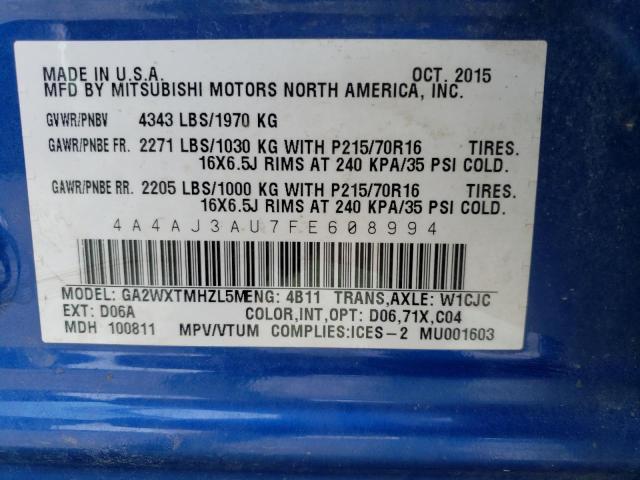 MADE IN U.S.A. OCT. 2015
MFD BY MITSUBISHI MOTORS NORTH AMERICA, INC.
GVWR/PNBV 4343 LBS/1970 KG
GAWR/PNBE FR. 2271 LBS/1030 KG WITH P215/70R16 TIRES.
16X6.5J RIMS AT 240 KPA/35 PSI COLD.
GAWR/PNBE RR. 2205 LBS/1000 KG WITH P215/70R16 TIRES.
16X6.5J RIMS AT 240 KPA/35 PSI COLD.
4A4AJ3AU7FE608994
MODEL: GA2WXTMHZL5M ENG: 4B11 TRANS,AXLE: W1CJC
EXT: D06A COLOR,INT,OPT: D06,71X,C04
MDH 100811 MPV/VTUM COMPLIES:ICES-2 MU001603